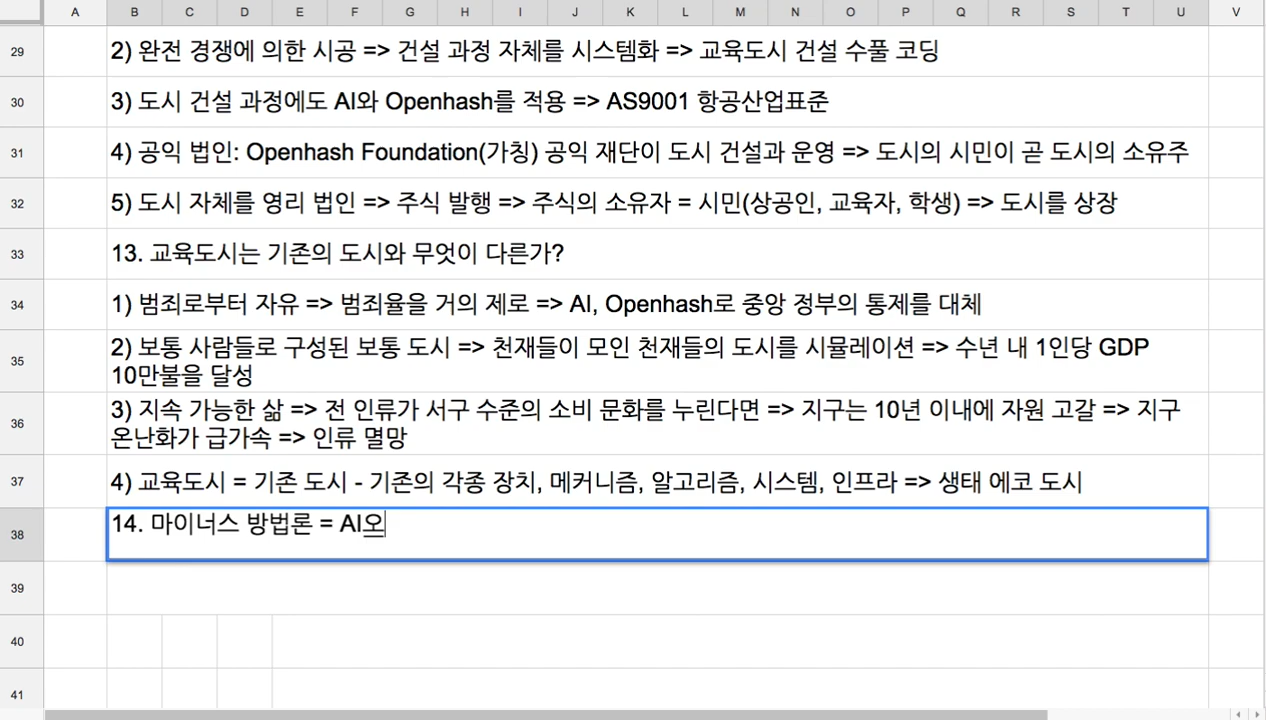 A B C D E F G H I J K L M N O P Q R S T U V
29 2) 완전 경쟁에 의한 시공 => 건설 과정 자체를 시스템화 => 교육도시 건설 수풀 코딩
30 3) 도시 건설 과정에도 AI와 Openhash를 적용 => AS9001 항공산업표준
31 4) 공익 법인: Openhash Foundation(가칭) 공익 재단이 도시 건설과 운영 => 도시의 시민이 곧 도시의 소유주
32 5) 도시 자체를 영리 법인 => 주식 발행 => 주식의 소유자 = 시민(상공인, 교육자, 학생) => 도시를 상장
33 13. 교육도시는 기존의 도시와 무엇이 다른가?
34 1) 범죄로부터 자유 => 범죄율을 거의 제로 => AI, Openhash로 중앙 정부의 통제를 대체
35 2) 보통 사람들로 구성된 보통 도시 => 천재들이 모인 천재들의 도시를 시뮬레이션 => 수년 내 1인당 GDP
10만불을 달성
36 3) 지속 가능한 삶 => 전 인류가 서구 수준의 소비 문화를 누린다면 => 지구는 10년 이내에 자원 고갈 => 지구
온난화가 급가속 => 인류 멸망
37 4) 교육도시 = 기존 도시 - 기존의 각종 장치, 메커니즘, 알고리즘, 시스템, 인프라 => 생태 에코 도시
38 14. 마이너스 방법론 = AI오
39
40
41